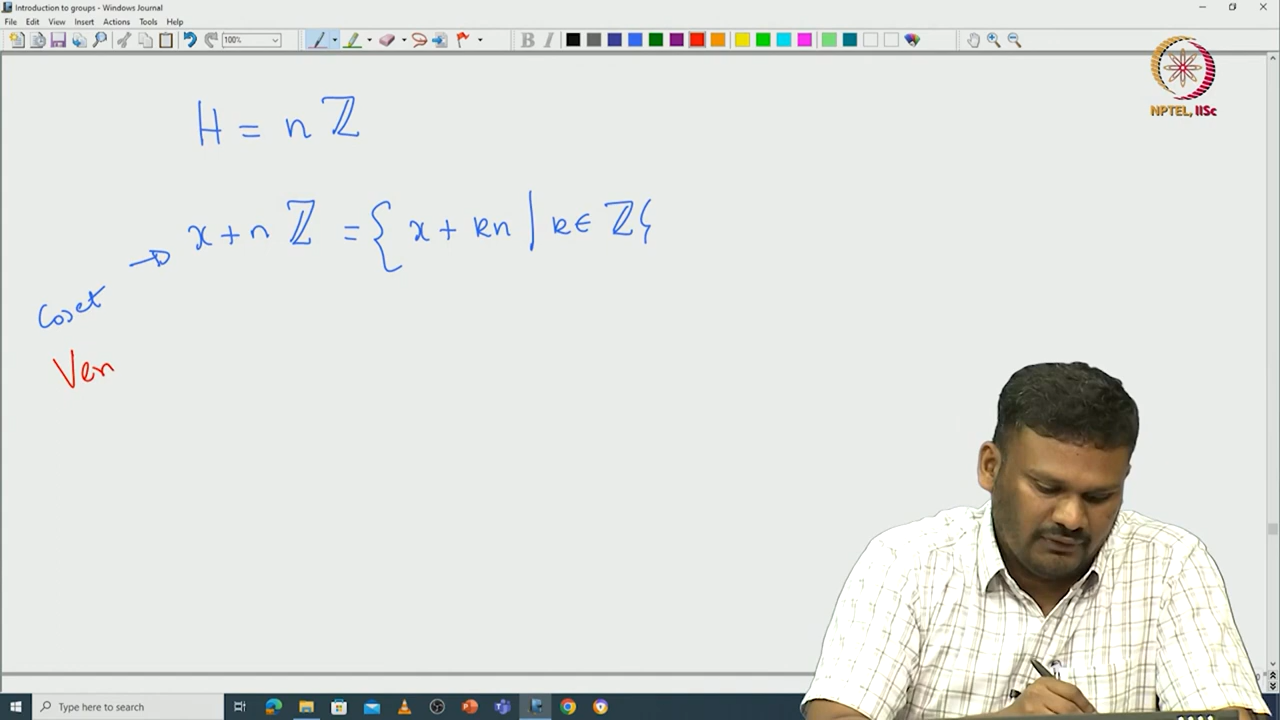 Introduction to groups - Windows Journal
File Edit View Insert Actions Tools Help
100%
NPTEL, IISc
H = n ℤ
x + n ℤ = { x + kn | k ∈ ℤ }
coset
Ven
Type here to search